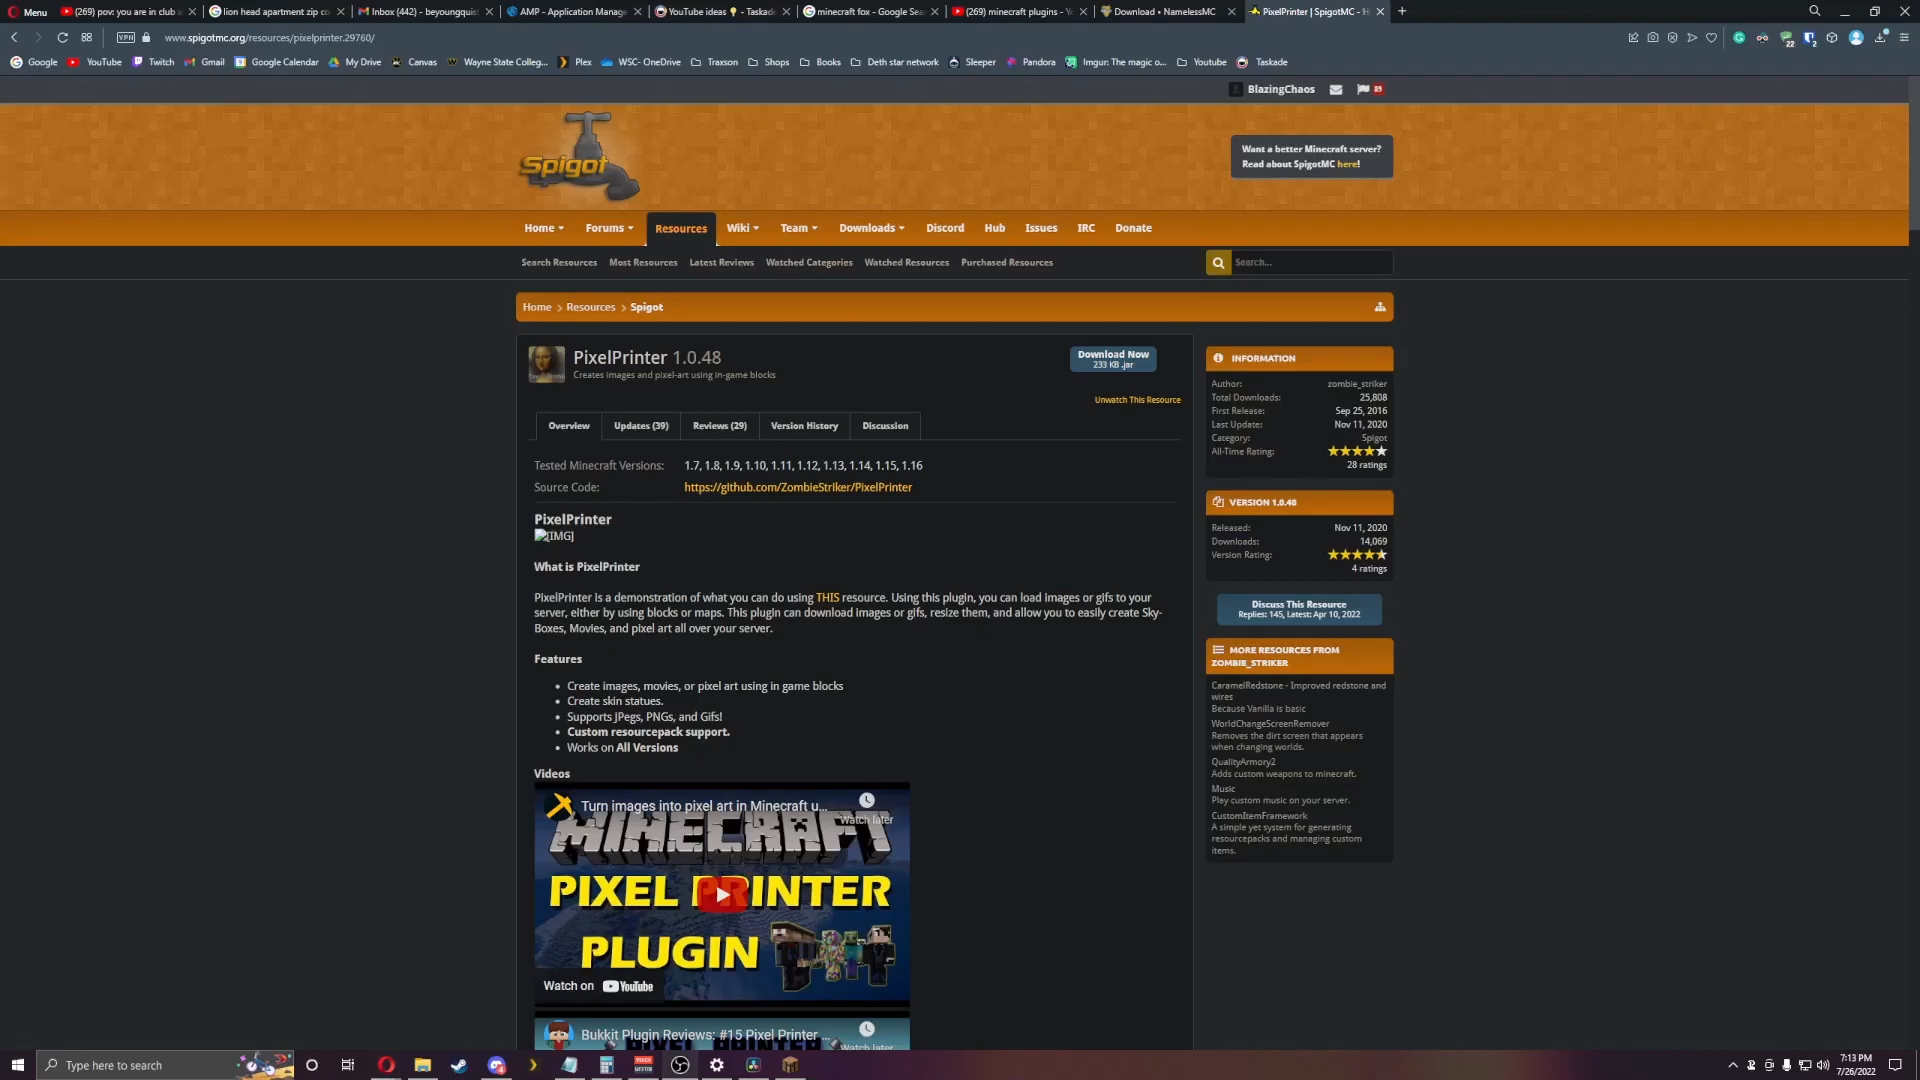 Menu
(269) pov: you are in club a
lion head apartment zip co
Inbox (442) - beyoungquist
AMP - Application Manage
YouTube ideas - Taskade
minecraft fox - Google Sea
(269) minecraft plugins - Yo
Download • NamelessMC
PixelPrinter | SpigotMC - H
VPN
www.spigotmc.org/resources/pixelprinter.29760/
22
2
Google
YouTube
Twitch
Gmail
Google Calendar
My Drive
Canvas
Wayne State Colleg...
Plex
WSC- OneDrive
Traxson
Shops
Books
Deth star network
Sleeper
Pandora
Imgur: The magic o...
Youtube
Taskade
BlazingChaos
89
Spigot
Want a better Minecraft server?
Read about SpigotMC here!
Home
Forums
Resources
Wiki
Team
Downloads
Discord
Hub
Issues
IRC
Donate
Search Resources
Most Resources
Latest Reviews
Watched Categories
Watched Resources
Purchased Resources
Search...
Home
Resources
Spigot
PixelPrinter 1.0.48
Creates images and pixel-art using in-game blocks
Download Now
233 KB .jar
Unwatch This Resource
Overview
Updates (39)
Reviews (29)
Version History
Discussion
Tested Minecraft Versions: 1.7, 1.8, 1.9, 1.10, 1.11, 1.12, 1.13, 1.14, 1.15, 1.16
Source Code: https://github.com/ZombieStriker/PixelPrinter
PixelPrinter
[IMG]
What is PixelPrinter
PixelPrinter is a demonstration of what you can do using THIS resource. Using this plugin, you can load images or gifs to your
server, either by using blocks or maps. This plugin can download images or gifs, resize them, and allow you to easily create Sky-
Boxes, Movies, and pixel art all over your server.
Features
• Create images, movies, or pixel art using in game blocks
• Create skin statues.
• Supports JPegs, PNGs, and Gifs!
• Custom resourcepack support.
• Works on All Versions
Videos
Turn images into pixel art in Minecraft u...
Watch later
MINECRAFT
PIXEL PRINTER
PLUGIN
Watch on YouTube
Bukkit Plugin Reviews: #15 Pixel Printer ...
Watch later
INFORMATION
Author: zombie_striker
Total Downloads: 25,808
First Release: Sep 25, 2016
Last Update: Nov 11, 2020
Category: Spigot
All-Time Rating:
28 ratings
VERSION 1.0.48
Released: Nov 11, 2020
Downloads: 14,069
Version Rating:
4 ratings
Discuss This Resource
Replies: 145, Latest: Apr 10, 2022
MORE RESOURCES FROM
ZOMBIE_STRIKER
CaramelRedstone - Improved redstone and
wires
Because Vanilla is basic
WorldChangeScreenRemover
Removes the dirt screen that appears
when changing worlds.
QualityArmory2
Adds custom weapons to minecraft.
Music
Play custom music on your server.
CustomItemFramework
A simple yet system for generating
resourcepacks and managing custom
items.
Type here to search
7:13 PM
7/26/2022